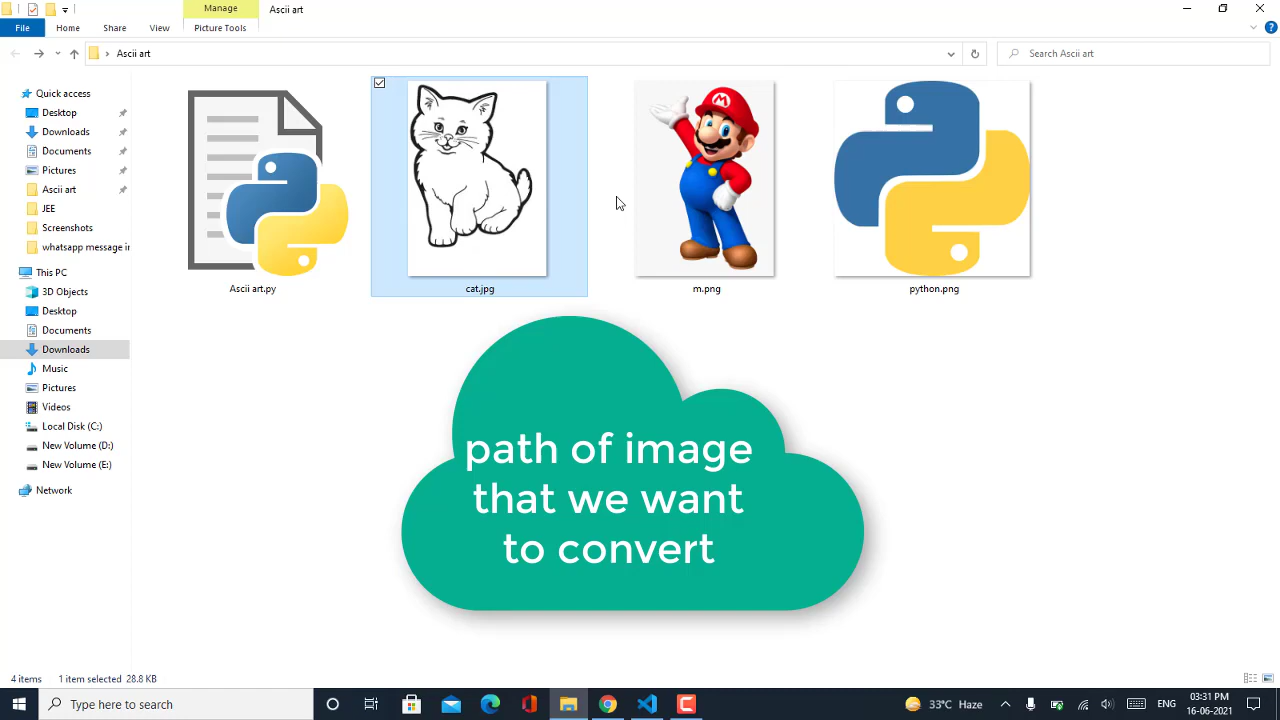 Manage
Ascii art
File
Home
Share
View
Picture Tools
Ascii art
Search Ascii art
Quick access
Desktop
Downloads
Documents
Pictures
Ascii art
JEE
Screenshots
whatsapp message in
This PC
3D Objects
Desktop
Documents
Downloads
Music
Pictures
Videos
Local Disk (C:)
New Volume (D:)
New Volume (E:)
Network
M
Ascii art.py
cat.jpg
m.png
python.png
path of image
that we want
to convert
4 items
1 item selected 28.8 KB
Type here to search
33°C Haze
ENG
03:31 PM
16-06-2021